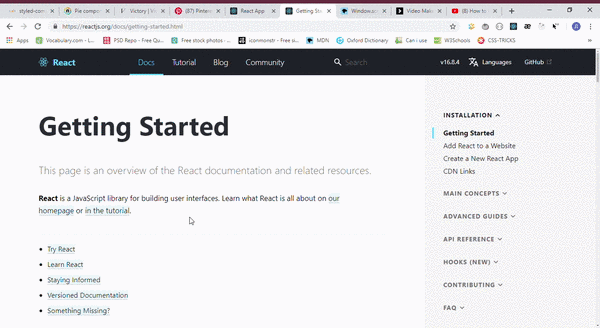 styled-con
Pie compo
Victory (V
(87) Pinter
React App
Getting St
Window.or
Video Mak
(8) How to
https://reactjs.org/docs/getting-started.html
Apps
Vocabulary.com - L
PSD Repo - Free Qu
Free stock photos
iconmonstr - Free si
MDN
Oxford Dictionary
Can i use
W3Schools
CSS-TRICKS
React
Docs
Tutorial
Blog
Community
Search
v16.8.4
Languages
GitHub
Getting Started
This page is an overview of the React documentation and related resources.
React is a JavaScript library for building user interfaces. Learn what React is all about on our
homepage or in the tutorial.
Try React
Learn React
Staying Informed
Versioned Documentation
Something Missing?
INSTALLATION
Getting Started
Add React to a Website
Create a New React App
CDN Links
MAIN CONCEPTS
ADVANCED GUIDES
API REFERENCE
HOOKS (NEW)
CONTRIBUTING
FAQ